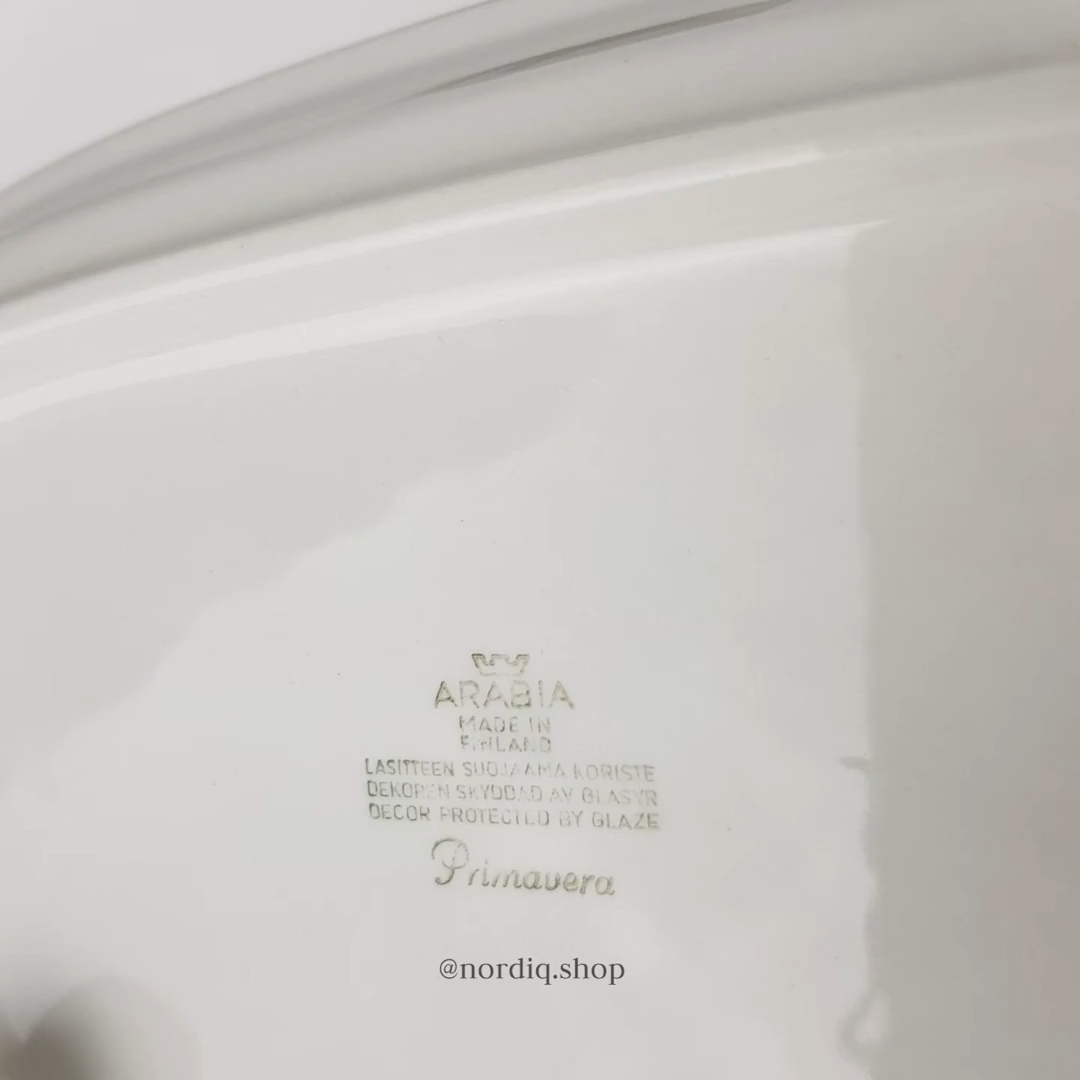 ARABIA
MADE IN
FINLAND
LASITTEEN SUOJAAMA KORISTE
DEKOREN SKYDDAD AV GLASYR
DECOR PROTECTED BY GLAZE
Primavera
@nordiq.shop